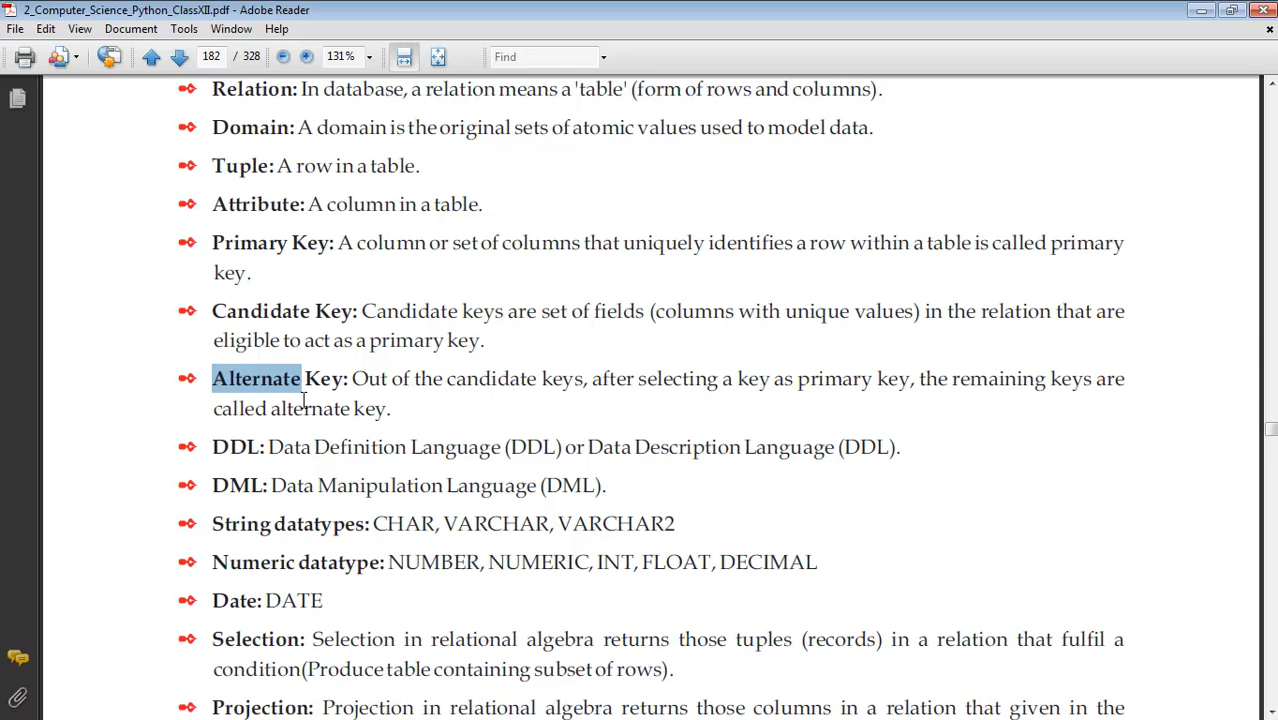 2_Computer_Science_Python_ClassXII.pdf - Adobe Reader
File Edit View Document Tools Window Help
182 / 328 131% Find
Relation: In database, a relation means a 'table' (form of rows and columns).
Domain: A domain is the original sets of atomic values used to model data.
Tuple: A row in a table.
Attribute: A column in a table.
Primary Key: A column or set of columns that uniquely identifies a row within a table is called primary
key.
Candidate Key: Candidate keys are set of fields (columns with unique values) in the relation that are
eligible to act as a primary key.
Alternate Key: Out of the candidate keys, after selecting a key as primary key, the remaining keys are
called alternate key.
DDL: Data Definition Language (DDL) or Data Description Language (DDL).
DML: Data Manipulation Language (DML).
String datatypes: CHAR, VARCHAR, VARCHAR2
Numeric datatype: NUMBER, NUMERIC, INT, FLOAT, DECIMAL
Date: DATE
Selection: Selection in relational algebra returns those tuples (records) in a relation that fulfil a
condition(Produce table containing subset of rows).
Projection: Projection in relational algebra returns those columns in a relation that given in the